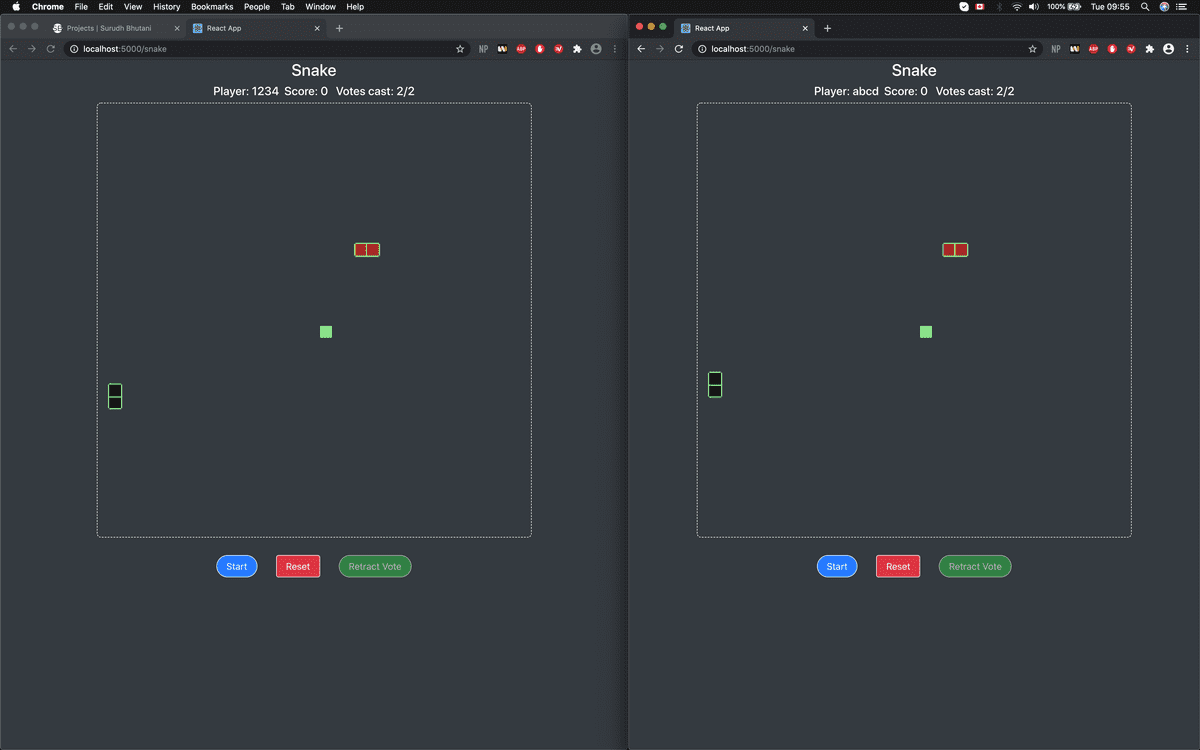 Chrome File Edit View History Bookmarks People Tab Window Help 100% Tue 09:55
Projects | Surudh Bhutani React App
localhost:5000/snake NP ABP
Snake
Player: 1234 Score: 0 Votes cast: 2/2
Start Reset Retract Vote
React App
localhost:5000/snake NP ABP
Snake
Player: abcd Score: 0 Votes cast: 2/2
Start Reset Retract Vote